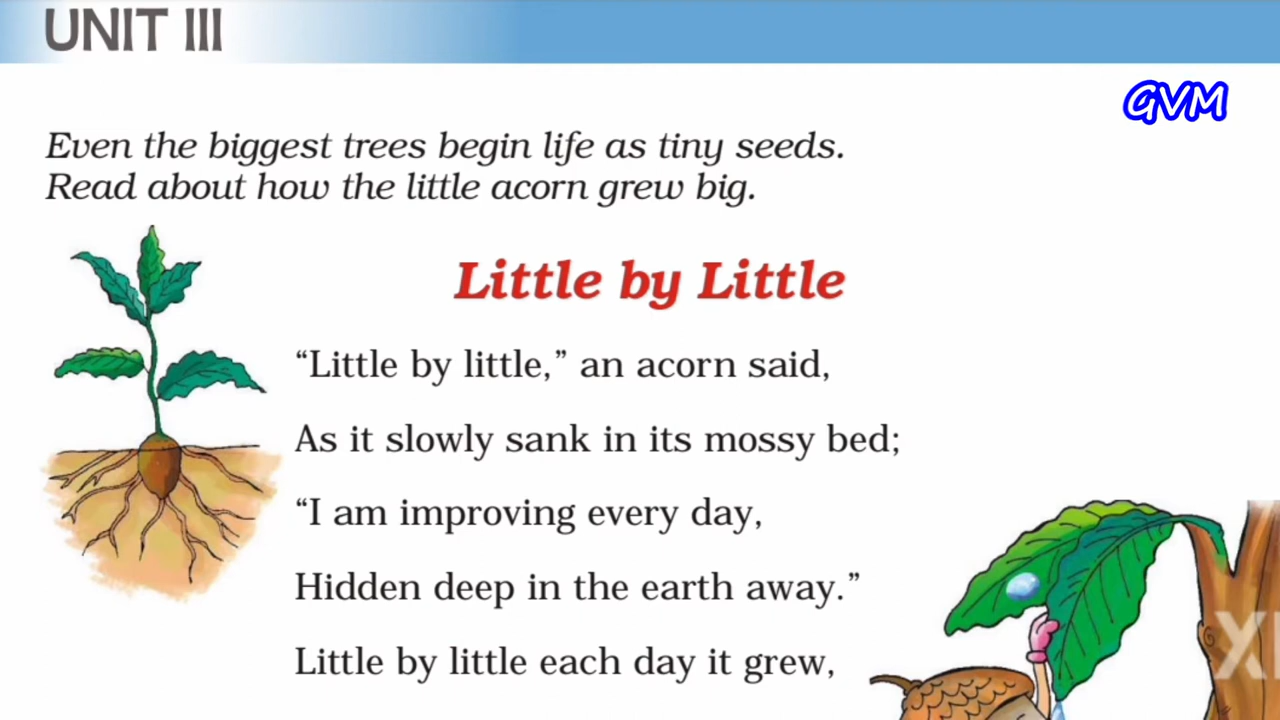 UNIT III
GVM
Even the biggest trees begin life as tiny seeds.
Read about how the little acorn grew big.
Little by Little
“Little by little,” an acorn said,
As it slowly sank in its mossy bed;
“I am improving every day,
Hidden deep in the earth away.”
Little by little each day it grew,